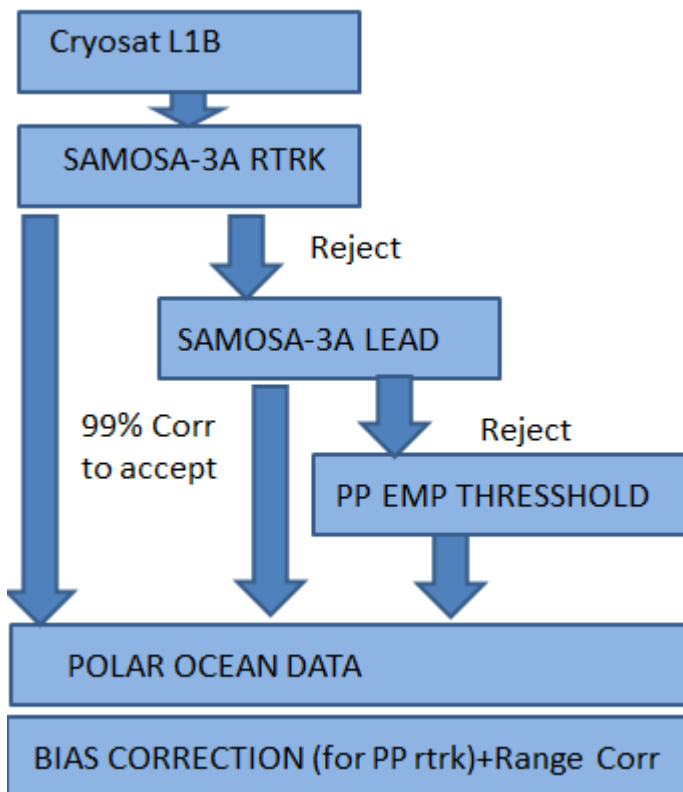 Cryosat L1B
SAMOSA-3A RTRK
Reject
SAMOSA-3A LEAD
99% Corr
to accept
Reject
PP EMP THRESSHOLD
POLAR OCEAN DATA
BIAS CORRECTION (for PP rtrk)+Range Corr